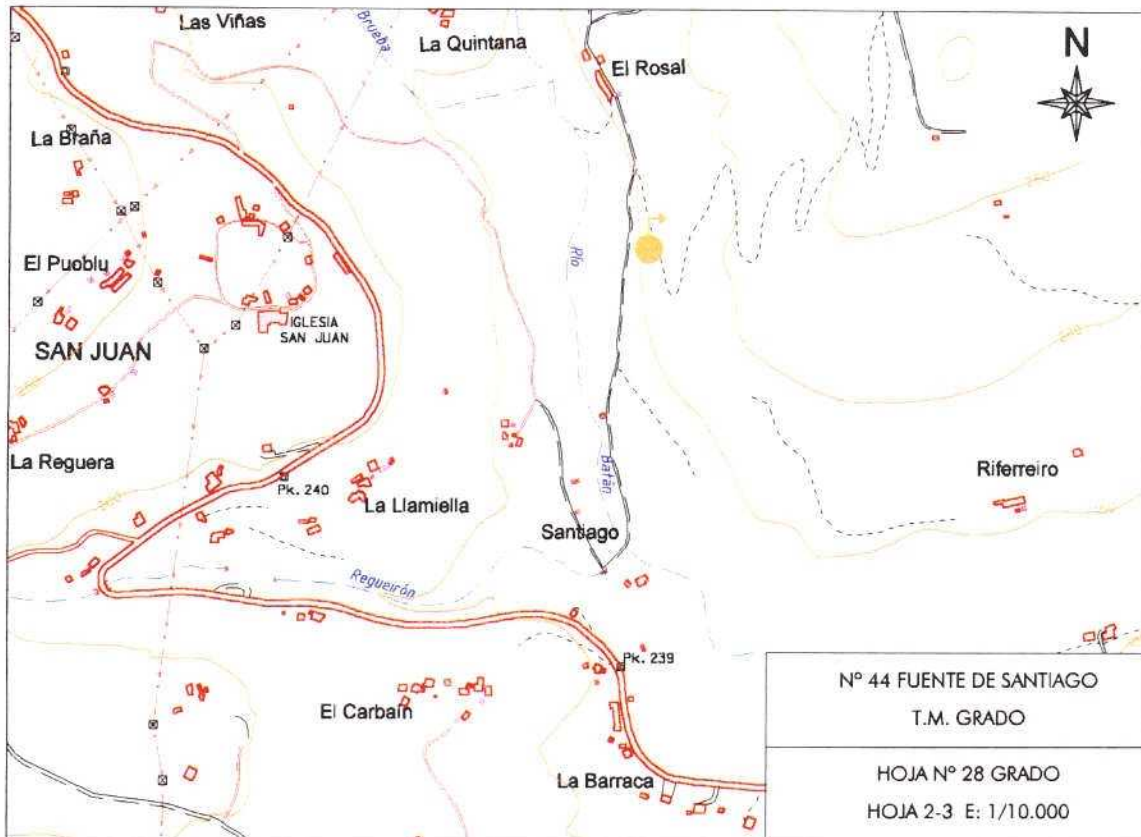 Las Viñas
Brueba
La Quintana
El Rosal
N
La Braña
El Pueblu
Río
IGLESIA
SAN JUAN
SAN JUAN
La Reguera
Pk. 240
La Llamiella
Batán
Santiago
Riferreiro
Regueirón
Pk. 239
El Carbaín
La Barraca
Nº 44 FUENTE DE SANTIAGO
T.M. GRADO
HOJA Nº 28 GRADO
HOJA 2-3 E: 1/10.000